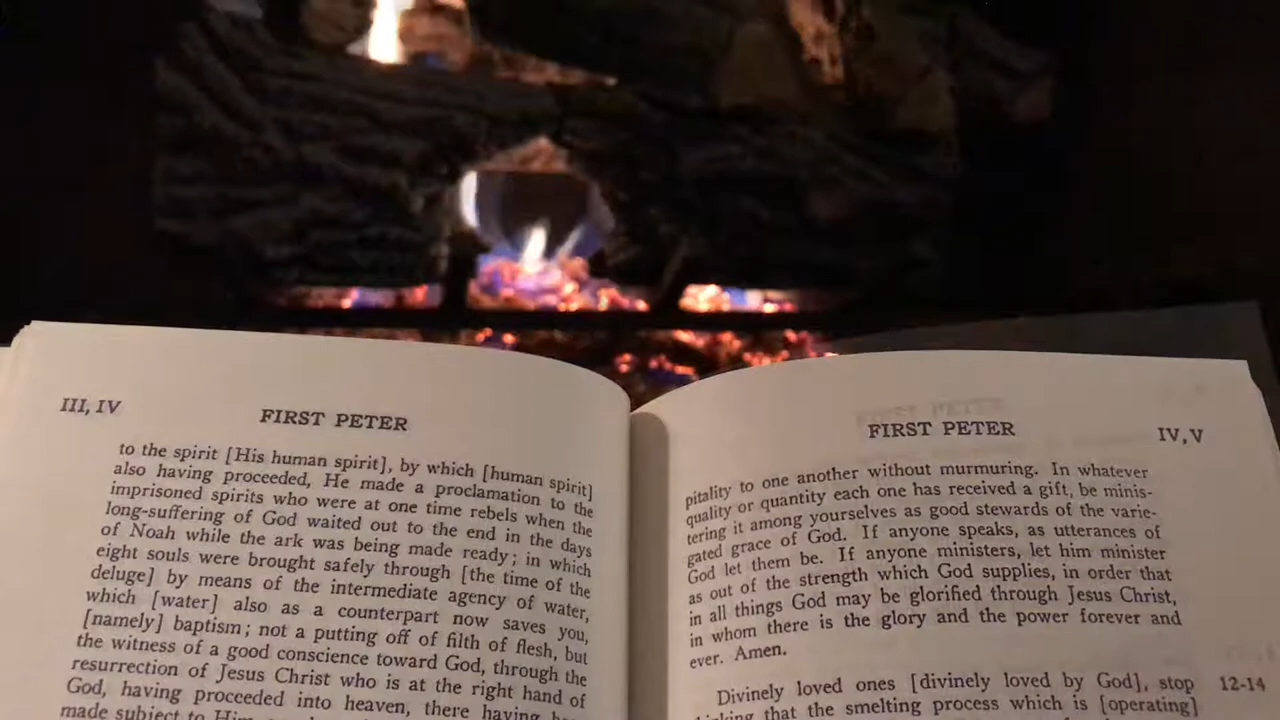 III, IV
FIRST PETER
to the spirit [His human spirit], by which [human spirit]
also having proceeded, He made a proclamation to the
imprisoned spirits who were at one time rebels when the
long-suffering of God waited out to the end in the days
of Noah while the ark was being made ready; in which
eight souls were brought safely through [the time of the
deluge] by means of the intermediate agency of water,
which [water] also as a counterpart now saves you,
[namely] baptism; not a putting off of filth of flesh, but
the witness of a good conscience toward God, through the
resurrection of Jesus Christ who is at the right hand of
God, having proceeded into heaven, there having
made subject to Him
FIRST PETER
IV, V
pitality to one another without murmuring. In whatever
quality or quantity each one has received a gift, be minis-
tering it among yourselves as good stewards of the varie-
gated grace of God. If anyone speaks, as utterances of
God let them be. If anyone ministers, let him minister
as out of the strength which God supplies, in order that
in all things God may be glorified through Jesus Christ,
in whom there is the glory and the power forever and
ever. Amen.
Divinely loved ones [divinely loved by God], stop
12-14
that the smelting process which is [operating]